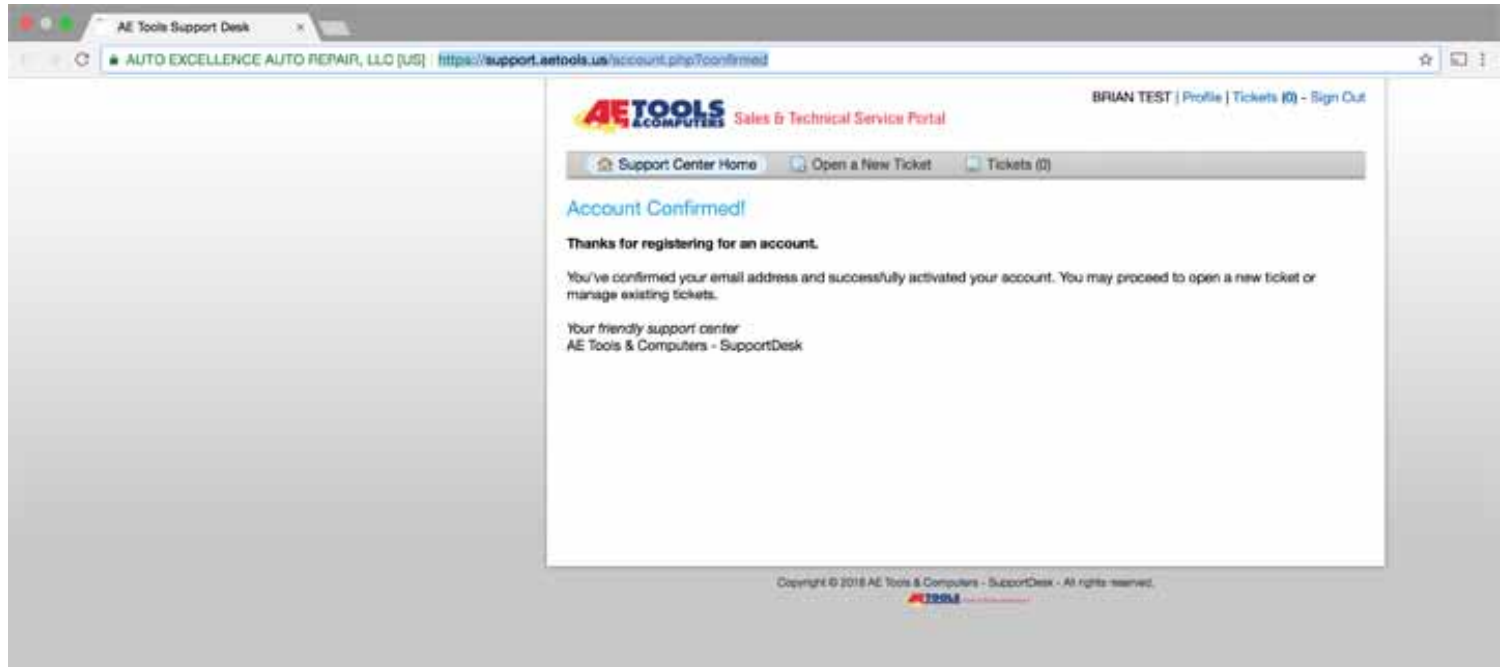 AE Tools Support Desk
AUTO EXCELLENCE AUTO REPAIR, LLC [US] https://support.aetools.us/account.php?confirmed
BRIAN TEST | Profile | Tickets (0) - Sign Out
AE TOOLS & COMPUTERS Sales & Technical Service Portal
Support Center Home Open a New Ticket Tickets (0)
Account Confirmed!
Thanks for registering for an account.
You've confirmed your email address and successfully activated your account. You may proceed to open a new ticket or
manage existing tickets.
Your friendly support center
AE Tools & Computers - SupportDesk
Copyright © 2018 AE Tools & Computers - SupportDesk - All rights reserved.
AE TOOLS